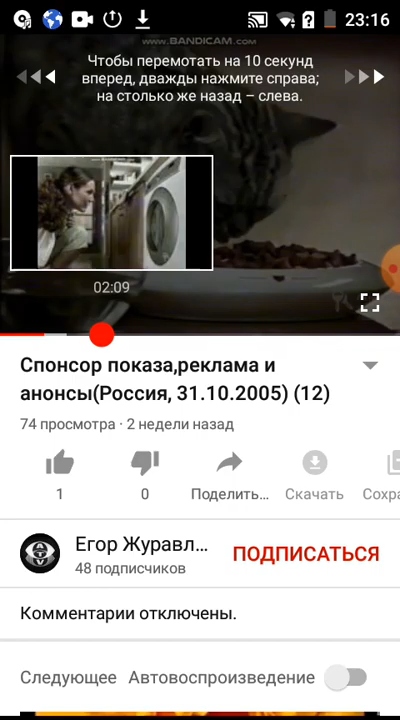 23:16
www.BANDICAM.com
Чтобы перемотать на 10 секунд
вперед, дважды нажмите справа;
на столько же назад – слева.
02:09
Спонсор показа,реклама и
анонсы(Россия, 31.10.2005) (12)
74 просмотра · 2 недели назад
1 0 Поделить… Скачать Сохра
Егор Журавл…
ПОДПИСАТЬСЯ
48 подписчиков
Комментарии отключены.
Следующее Автовоспроизведение